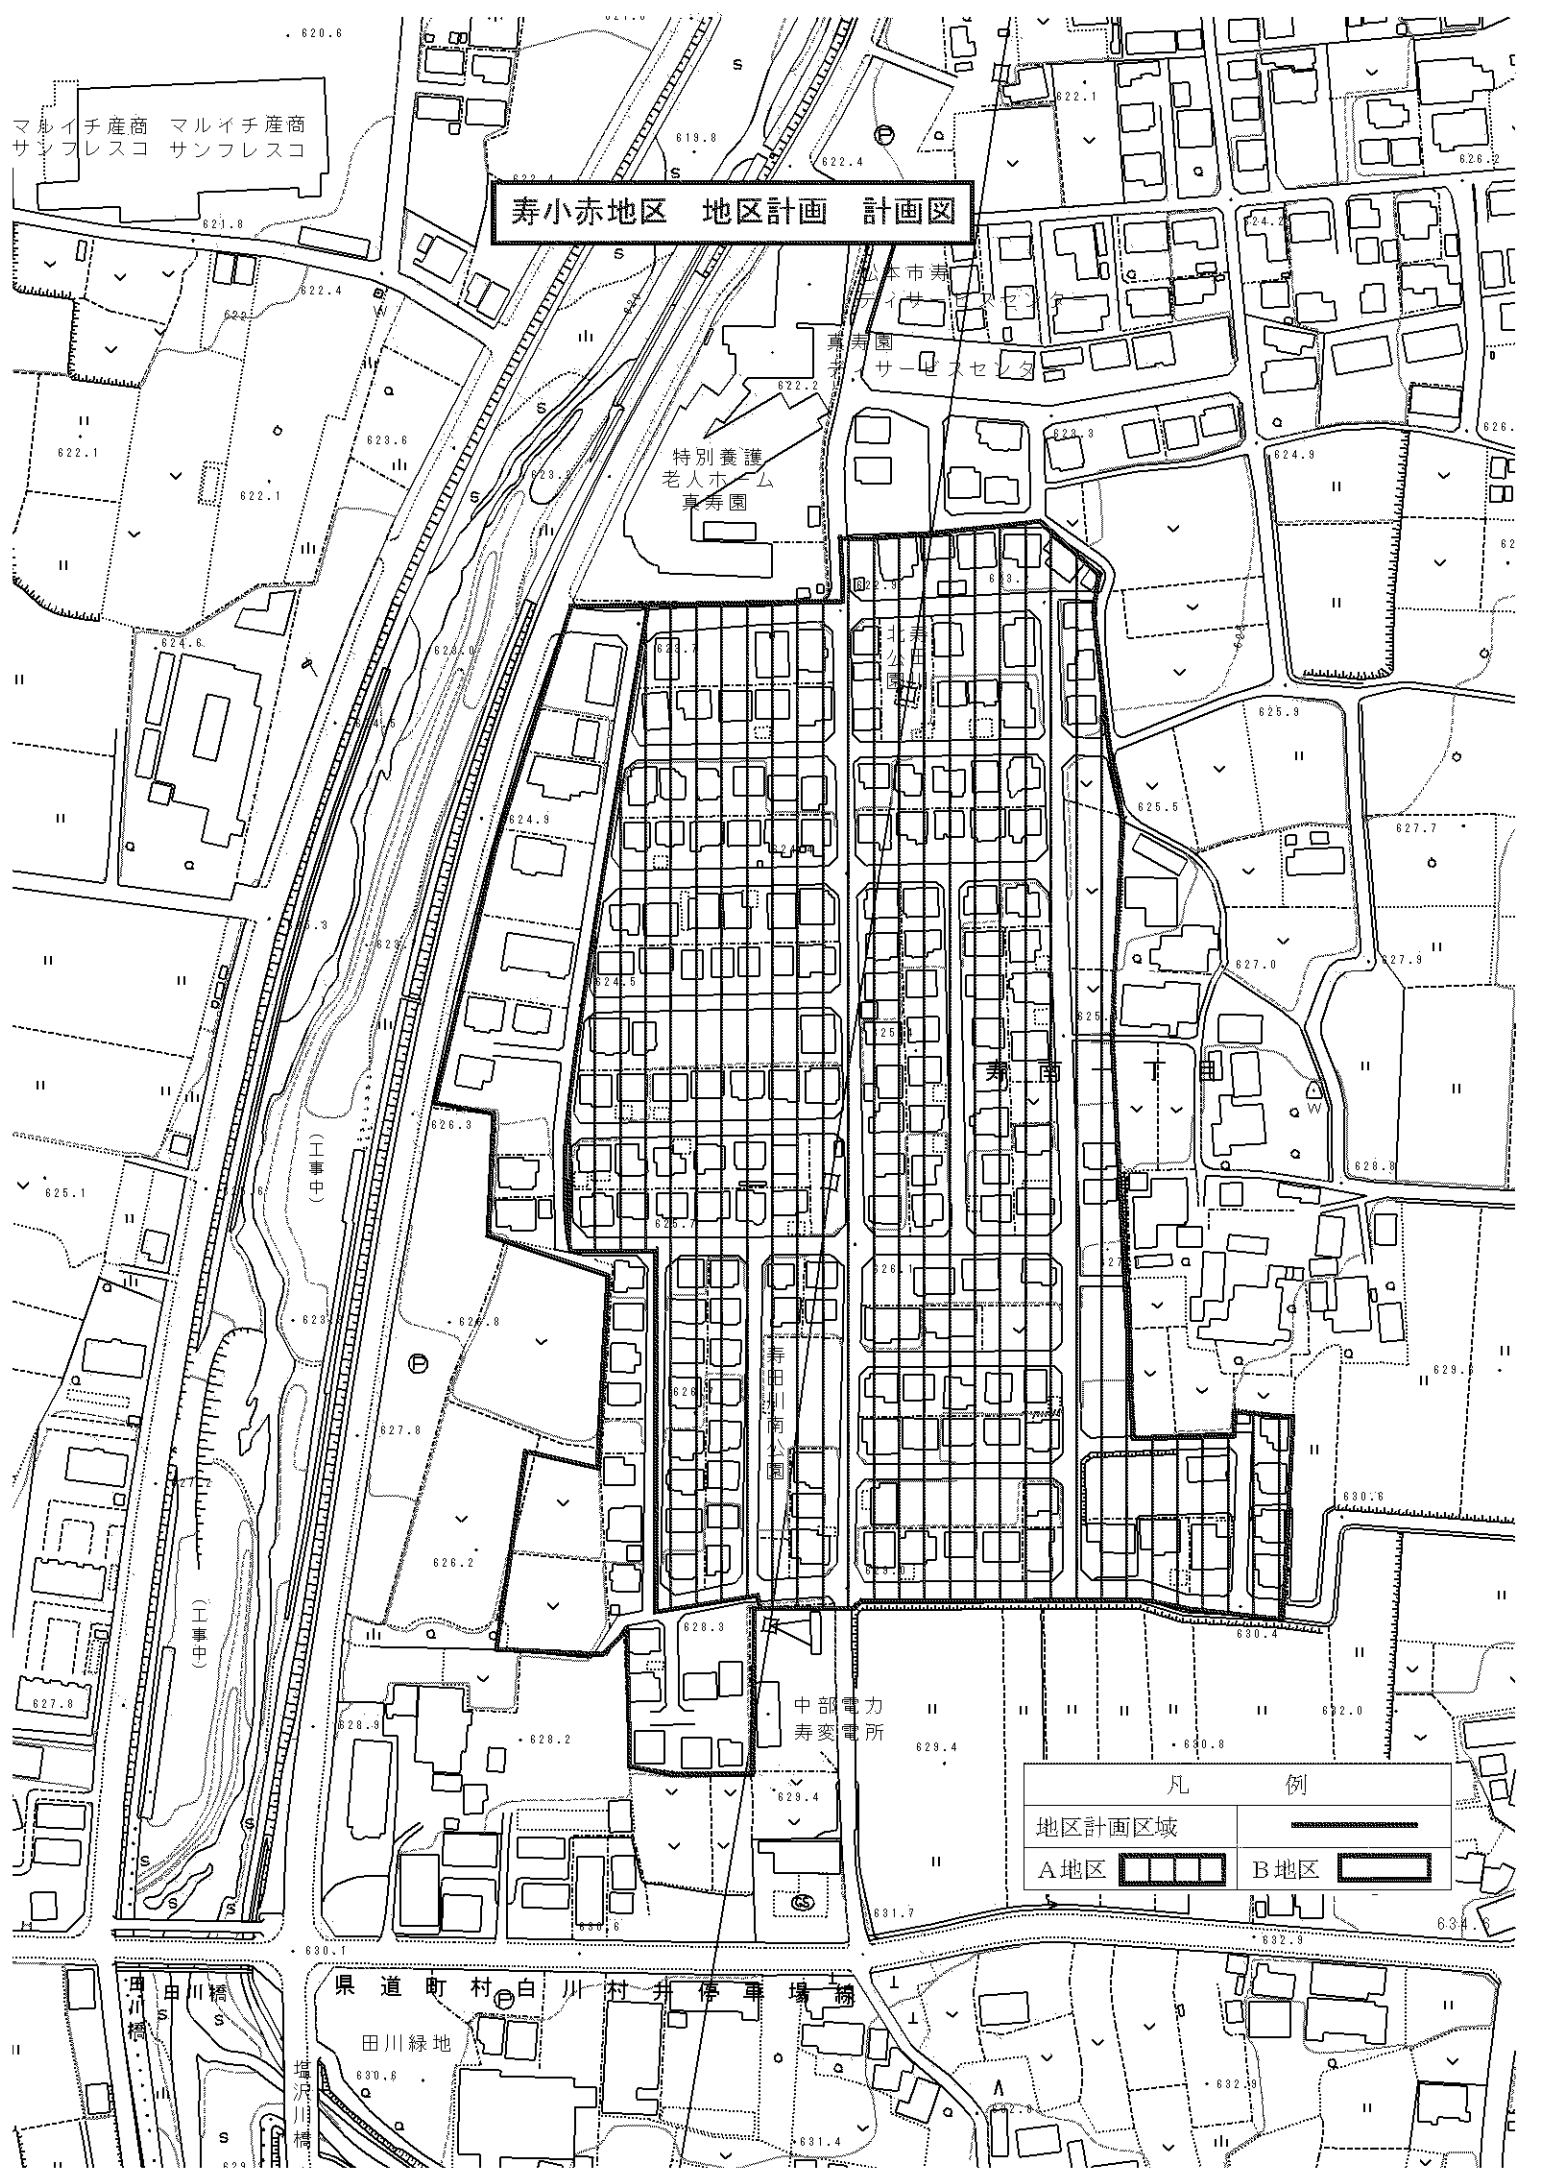 620.6
マルイチ産商 マルイチ産商
サンフレスコ サンフレスコ
619.8
622.1
622.4
626.2
寿小赤地区 地区計画 計画図
621.8
622.4
松本市寿
デイサービスセンター
真寿園
デイサービスセンター
622.2
623.6
622.1
624.9
特別養護
老人ホーム
真寿園
622.1
624.6
623.0
北寿
公田
園
623.7
625.9
624.9
625.5
627.7
624.5
627.0
627.9
寿南一丁目
626.3
(工事中)
625.1
628.8
625.7
626.1
626.8
寿田川南公園
627.8
630.6
626.2
(工事中)
628.3
630.4
627.8
628.9
628.2
中部電力
寿変電所
629.4
632.0
630.8
629.4
凡 例
地区計画区域
A地区
B地区
GS
631.7
634.6
632.9
630.1
県道町村白川村井停車場線
田川橋
田川橋
田川緑地
塩沢川橋
630.6
632.9
631.4